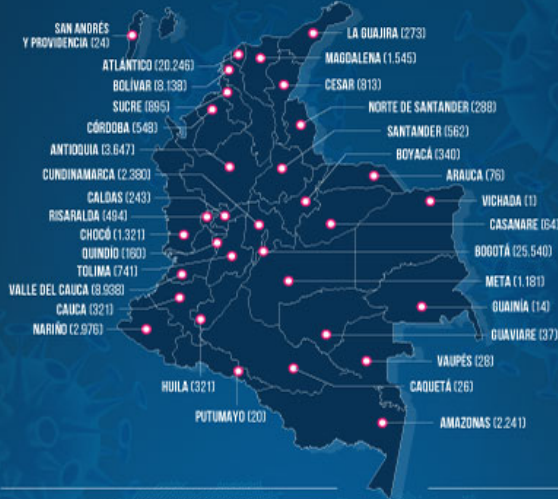 SAN ANDRÉS
Y PROVIDENCIA (24)
ATLÁNTICO (20.246)
BOLÍVAR (8.138)
SUCRE (895)
CÓRDOBA (548)
ANTIOQUIA (3.647)
CUNDINAMARCA (2.380)
CALDAS (243)
RISARALDA (494)
CHOCÓ (1.321)
QUINDÍO (160)
TOLIMA (741)
VALLE DEL CAUCA (8.938)
CAUCA (321)
NARIÑO (2.976)
HUILA (321)
PUTUMAYO (20)
LA GUAJIRA (273)
MAGDALENA (1.545)
CESAR (813)
NORTE DE SANTANDER (288)
SANTANDER (562)
BOYACÁ (340)
ARAUCA (76)
VICHADA (1)
CASANARE (64)
BOGOTÁ (25.540)
META (1.181)
GUAINÍA (14)
GUAVIARE (37)
VAUPÉS (28)
CAQUETÁ (26)
AMAZONAS (2.241)